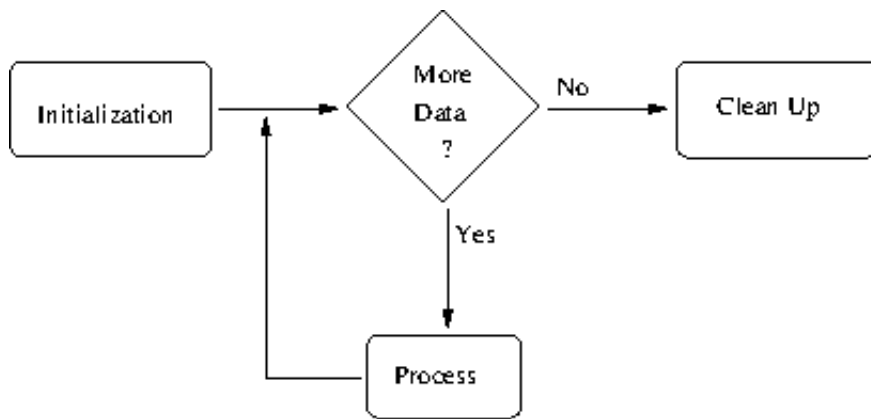 Initialization
More
Data
?
No
Clean Up
Yes
Process